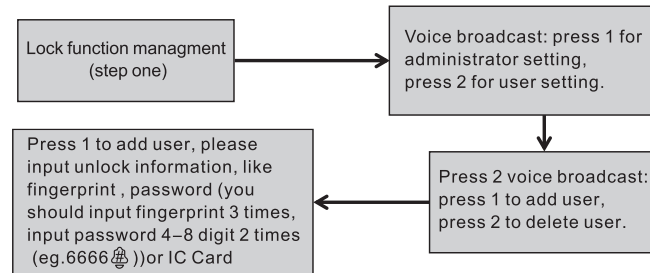 Lock function managment
(step one)
Voice broadcast: press 1 for
administrator setting,
press 2 for user setting.
Press 2 voice broadcast:
press 1 to add user,
press 2 to delete user.
Press 1 to add user, please
input unlock information, like
fingerprint , password (you
should input fingerprint 3 times,
input password 4–8 digit 2 times
(eg.6666 ))or IC Card